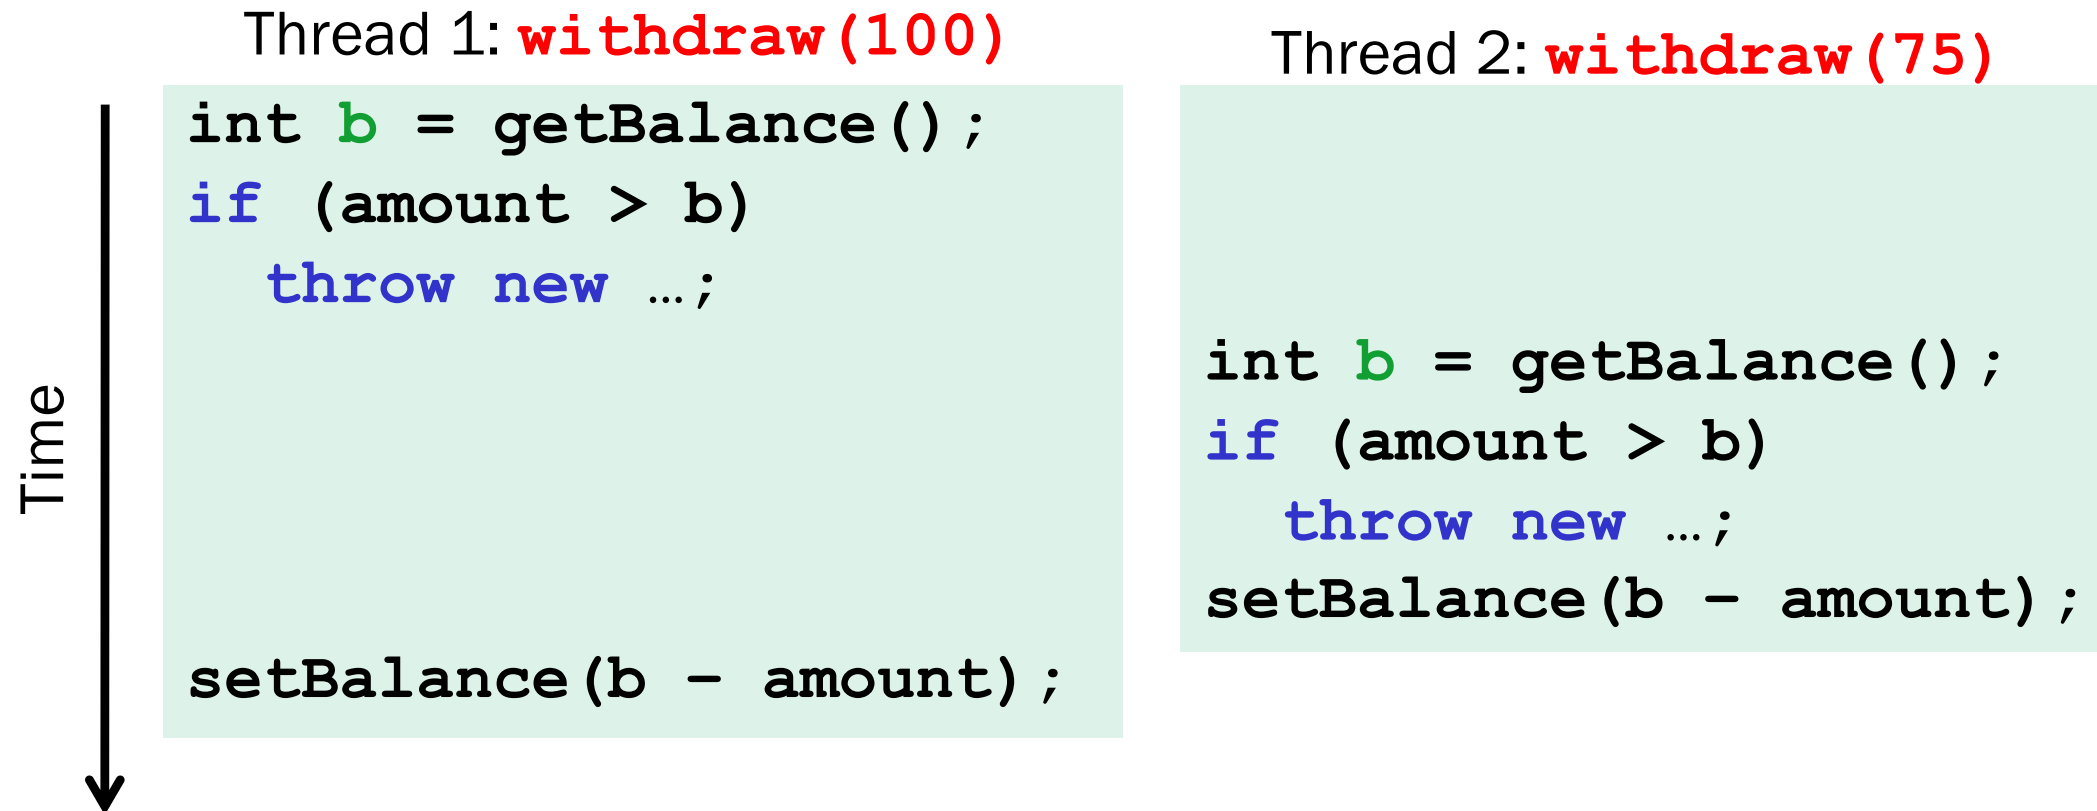 Thread 1: withdraw(100)
Thread 2: withdraw(75)
Time
int b = getBalance();
if (amount > b)
throw new …;
setBalance(b – amount);
int b = getBalance();
if (amount > b)
throw new …;
setBalance(b – amount);